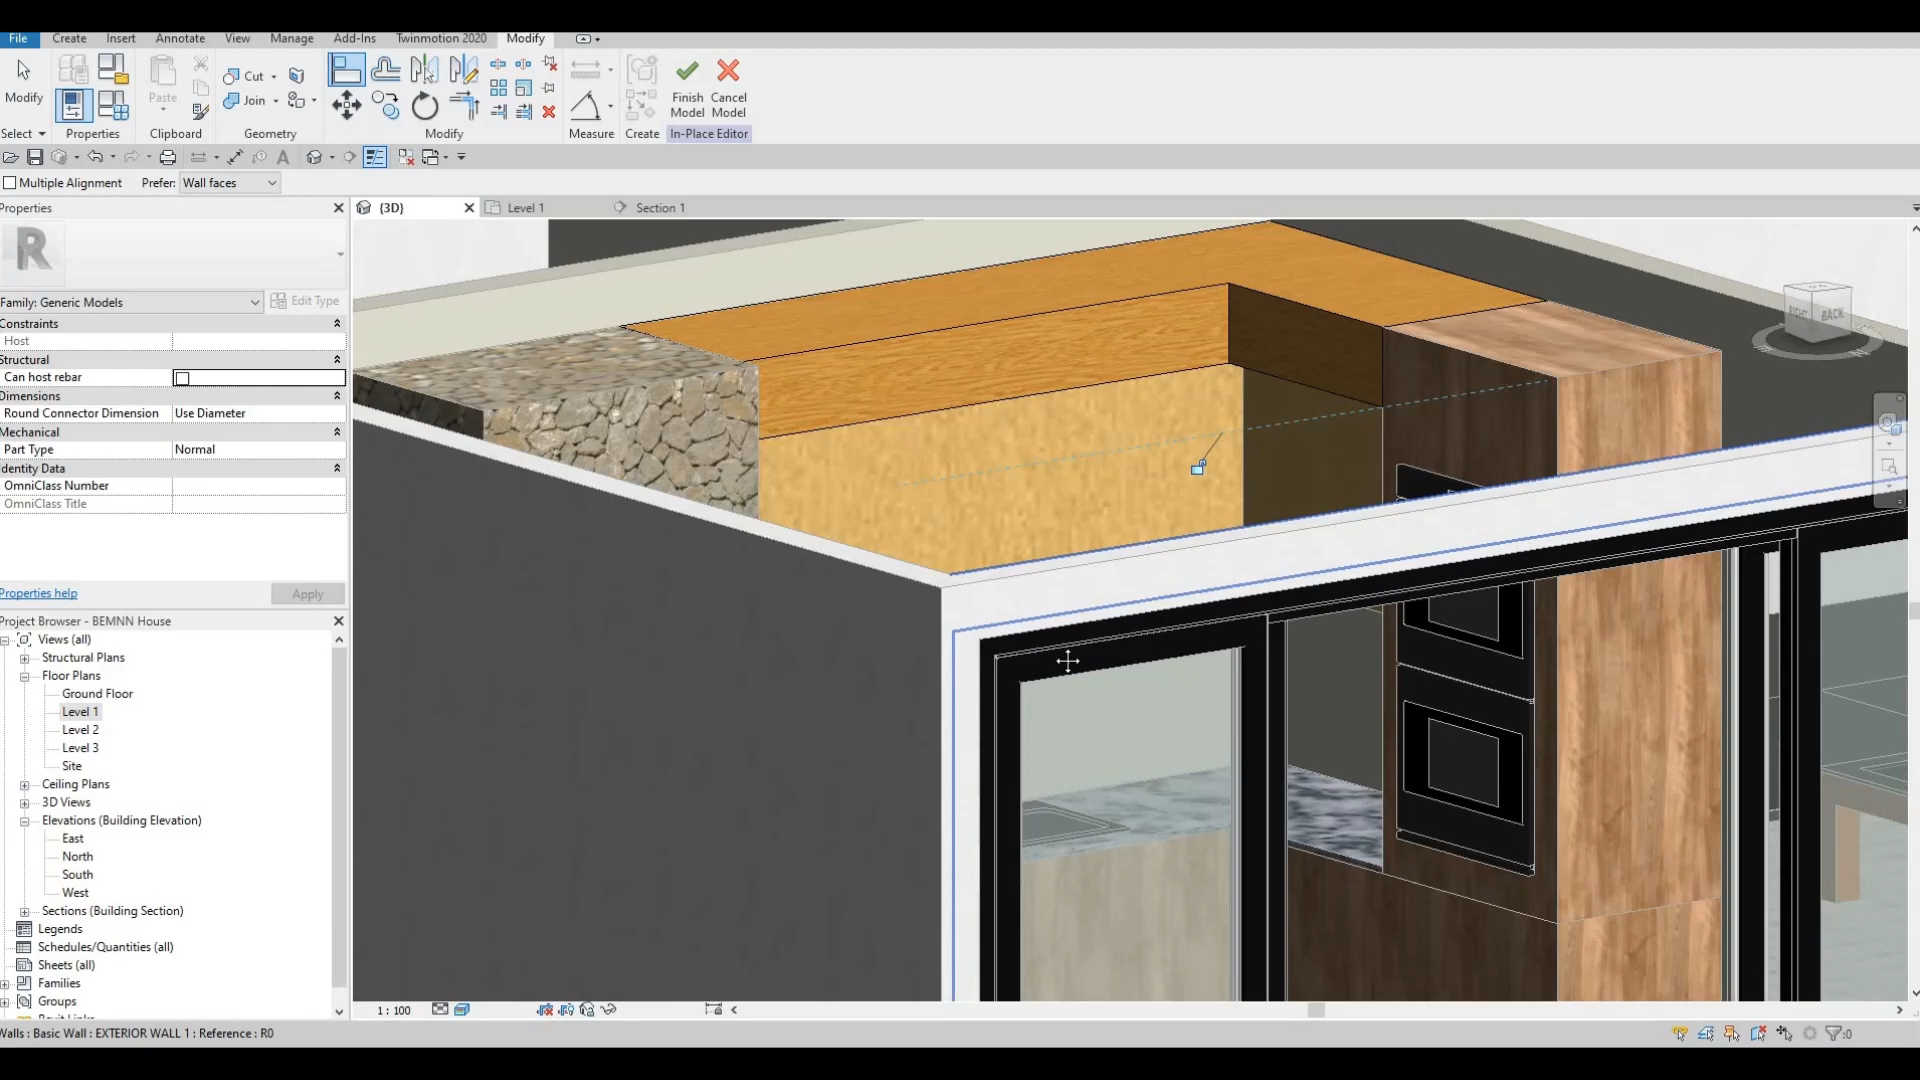 File Create Insert Annotate View Manage Add-Ins Twinmotion 2020 Modify
Modify
Paste
Cut
Join
Finish Model
Cancel Model
Select Properties Clipboard Geometry Modify Measure Create In-Place Editor
Multiple Alignment Prefer: Wall faces
Properties
{3D}
Level 1
Section 1
R
Family: Generic Models
Edit Type
Constraints
Host
Structural
Can host rebar
Dimensions
Round Connector Dimension Use Diameter
Mechanical
Part Type Normal
Identity Data
OmniClass Number
OmniClass Title
Properties help
Apply
Project Browser - BEMNN House
Views (all)
Structural Plans
Floor Plans
Ground Floor
Level 1
Level 2
Level 3
Site
Ceiling Plans
3D Views
Elevations (Building Elevation)
East
North
South
West
Sections (Building Section)
Legends
Schedules/Quantities (all)
Sheets (all)
Families
Groups
RIGHT
BACK
1 : 100
Walls : Basic Wall : EXTERIOR WALL 1 : Reference : R0
:0